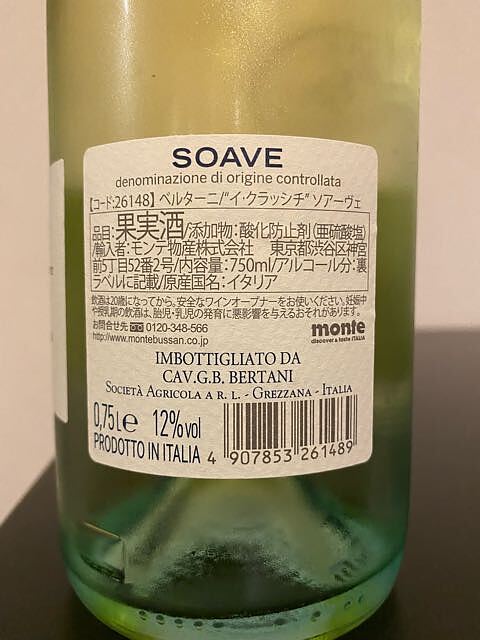 SOAVE
denominazione di origine controllata
【コード:26148】ベルターニ/"イ・クラッシチ" ソアーヴェ
品目:果実酒/添加物:酸化防止剤(亜硫酸塩)
/輸入者:モンテ物産株式会社 東京都渋谷区神宮
前5丁目52番2号/内容量:750ml/アルコール分:裏
ラベルに記載/原産国名:イタリア
飲酒は20歳になってから。安全なワインオープナーをお使いください。妊娠中
や授乳期の飲酒は、胎児・乳児の発育に悪影響を与えるおそれがあります。
お問合せ先 0120-348-566
http://www.montebussan.co.jp
monte
discover & taste ITALIA
IMBOTTIGLIATO DA
CAV.G.B. BERTANI
SOCIETÀ AGRICOLA A R. L. - GREZZANA - ITALIA
0,75 L e 12%vol
PRODOTTO IN ITALIA
4 907853 261489